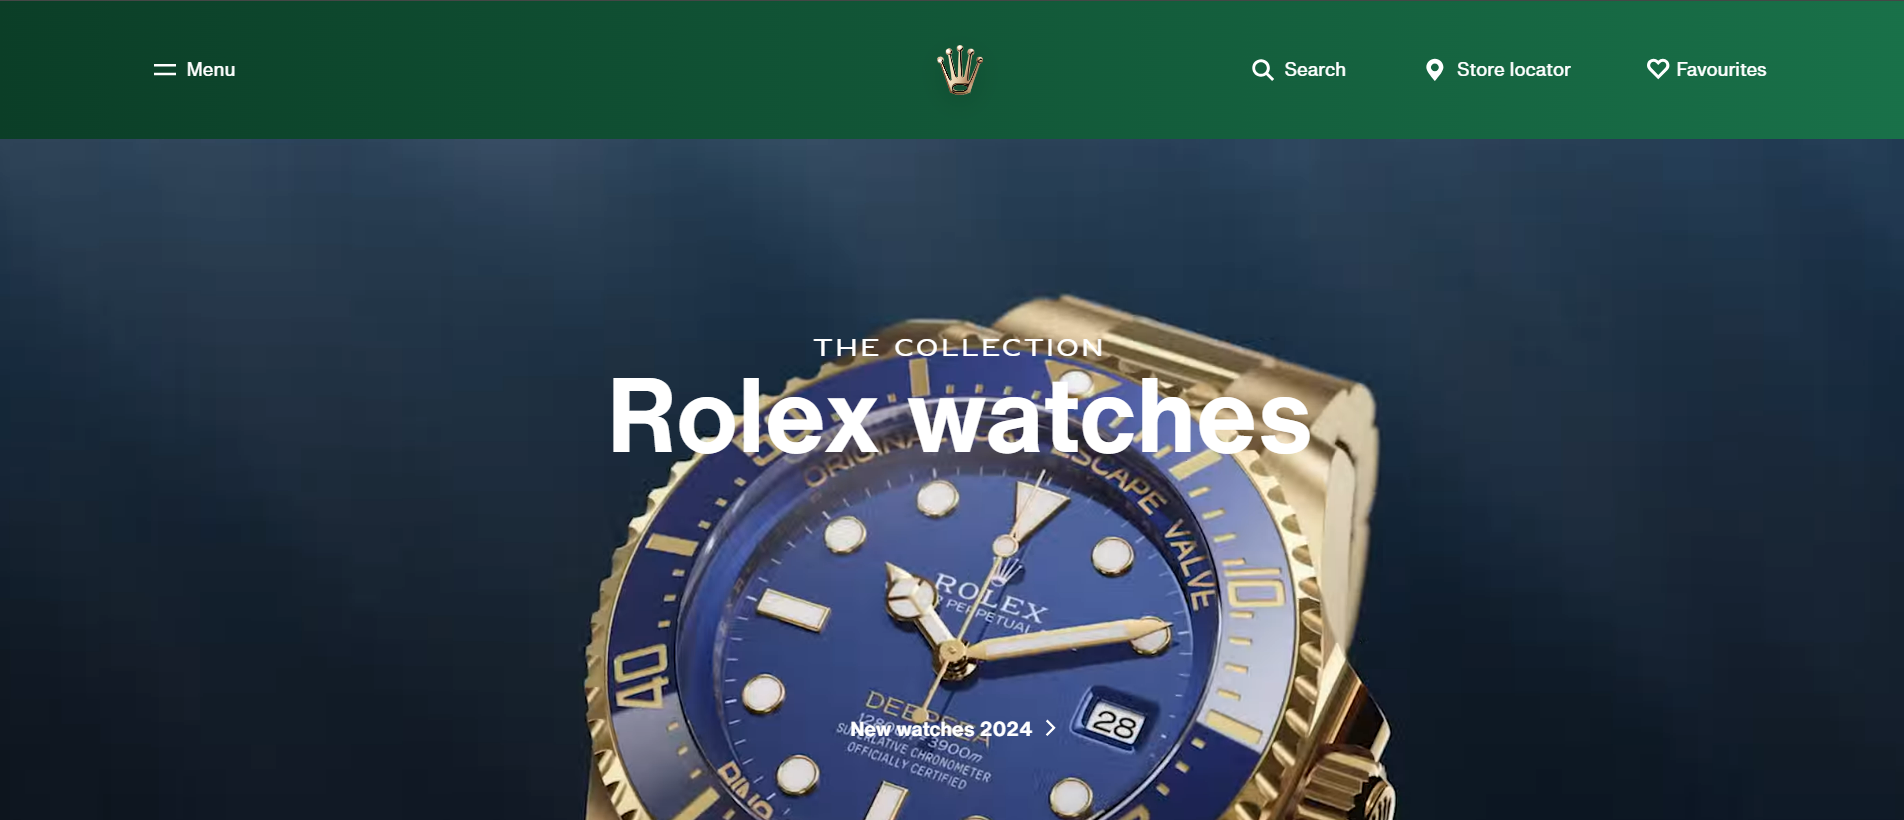 Menu
Search
Store locator
Favourites
THE COLLECTION
Rolex watches
ORIGINAL
ESCAPE VALVE
10
ROLEX
PERPETUAL
40
28
DEEPSEA
New watches 2024
3900m
SUPERLATIVE CHRONOMETER
OFFICIALLY CERTIFIED
RING